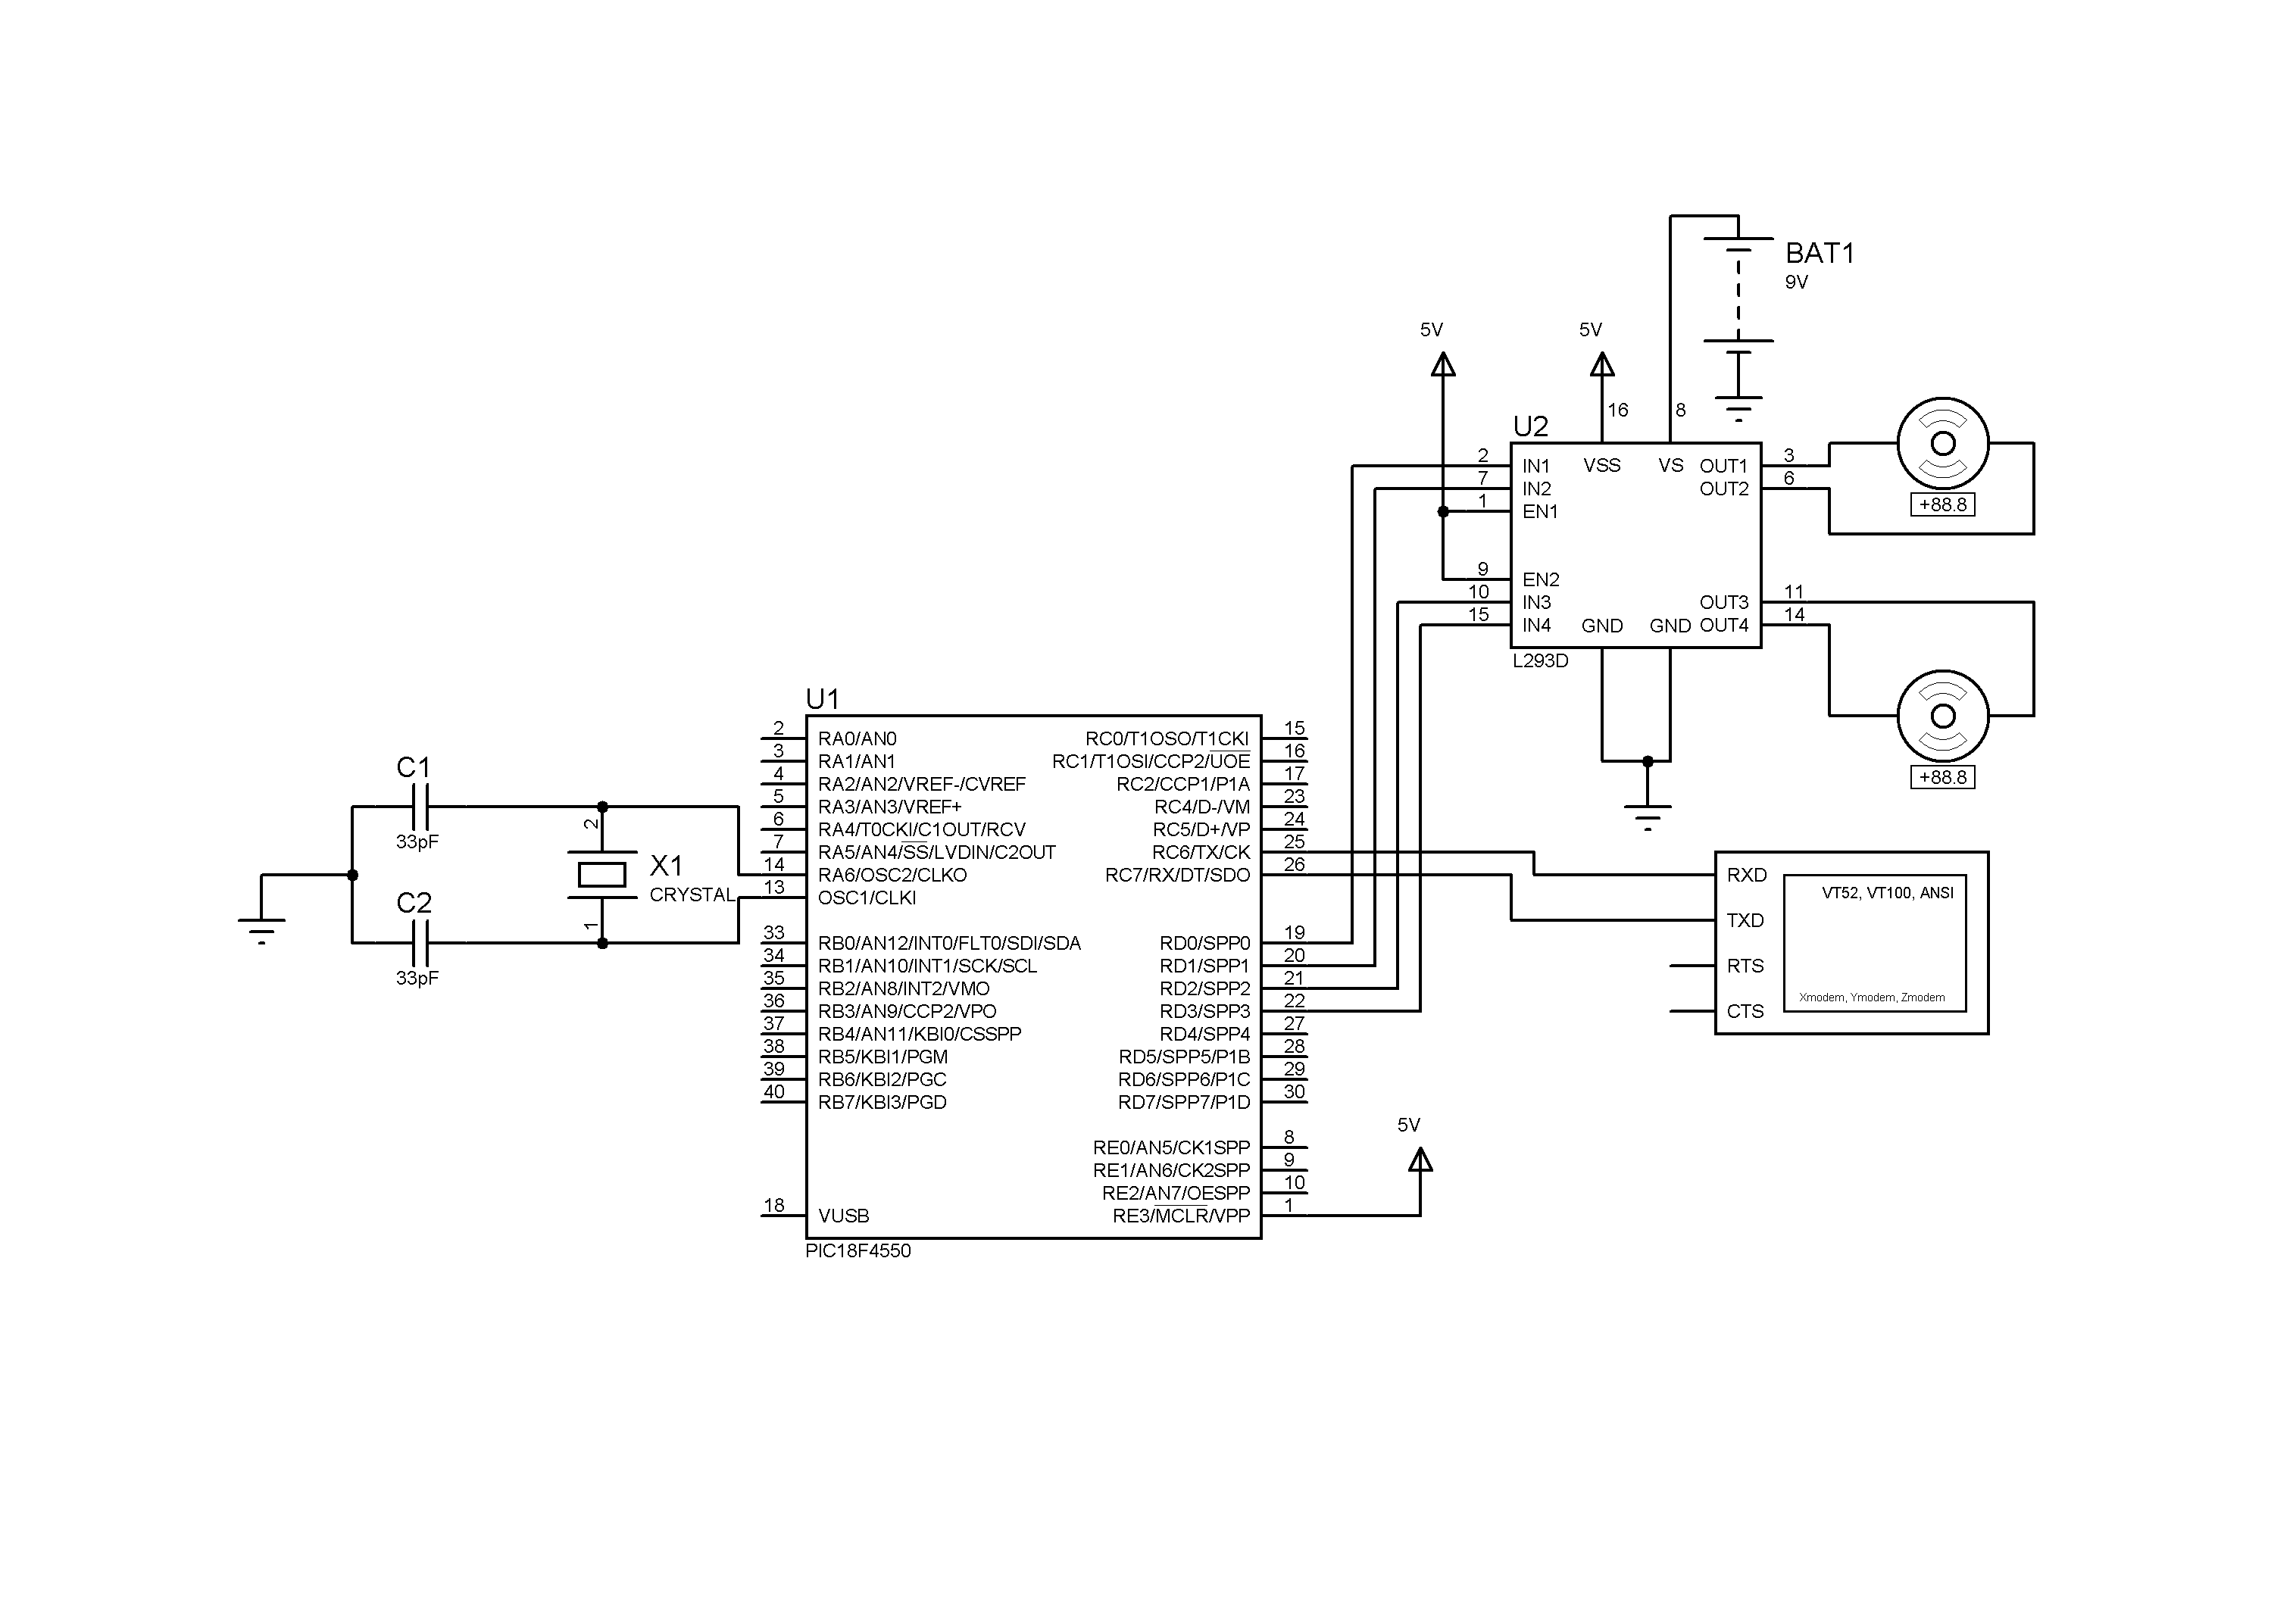 BAT1
9V
5V
5V
16
8
U2
2
IN1
VSS
VS
OUT1
3
7
IN2
OUT2
6
1
EN1
+88.8
9
EN2
10
IN3
OUT3
11
15
IN4
GND
GND
OUT4
14
L293D
+88.8
U1
2
RA0/AN0
RC0/T1OSO/T1CKI
15
3
RA1/AN1
RC1/T1OSI/CCP2/UOE
16
4
RA2/AN2/VREF-/CVREF
RC2/CCP1/P1A
17
5
RA3/AN3/VREF+
RC4/D-/VM
23
6
RA4/T0CKI/C1OUT/RCV
RC5/D+/VP
24
7
RA5/AN4/SS/LVDIN/C2OUT
RC6/TX/CK
25
14
RA6/OSC2/CLKO
RC7/RX/DT/SDO
26
13
OSC1/CLKI
33
RB0/AN12/INT0/FLT0/SDI/SDA
RD0/SPP0
19
34
RB1/AN10/INT1/SCK/SCL
RD1/SPP1
20
35
RB2/AN8/INT2/VMO
RD2/SPP2
21
36
RB3/AN9/CCP2/VPO
RD3/SPP3
22
37
RB4/AN11/KBI0/CSSPP
RD4/SPP4
27
38
RB5/KBI1/PGM
RD5/SPP5/P1B
28
39
RB6/KBI2/PGC
RD6/SPP6/P1C
29
40
RB7/KBI3/PGD
RD7/SPP7/P1D
30
RE0/AN5/CK1SPP
8
RE1/AN6/CK2SPP
9
RE2/AN7/OESPP
10
18
VUSB
RE3/MCLR/VPP
1
PIC18F4550
5V
C1
33pF
C2
33pF
2
X1
CRYSTAL
1
RXD
VT52, VT100, ANSI
TXD
RTS
Xmodem, Ymodem, Zmodem
CTS